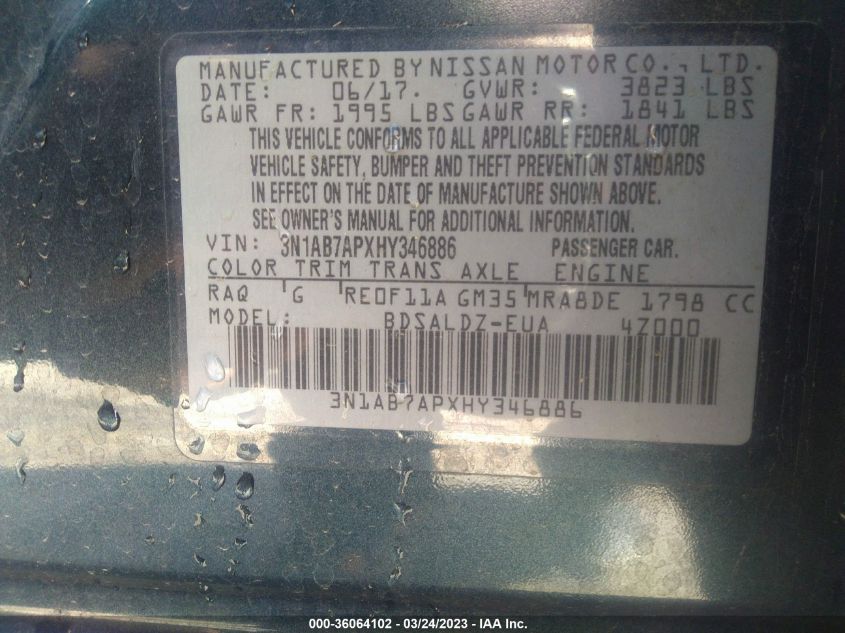 MANUFACTURED BY NISSAN MOTOR CO., LTD.
DATE: 06/17. GVWR: 3823 LBS
GAWR FR: 1995 LBS GAWR RR: 1841 LBS
THIS VEHICLE CONFORMS TO ALL APPLICABLE FEDERAL MOTOR
VEHICLE SAFETY, BUMPER AND THEFT PREVENTION STANDARDS
IN EFFECT ON THE DATE OF MANUFACTURE SHOWN ABOVE.
SEE OWNER'S MANUAL FOR ADDITIONAL INFORMATION.
VIN: 3N1AB7APXHY346886 PASSENGER CAR.
COLOR TRIM TRANS AXLE ENGINE
RAQ G RE0F11A GM35 MRA8DE 1798 CC
MODEL: BDSALDZ-EUA 4Z000
3N1AB7APXHY346886
000-36064102 - 03/24/2023 - IAA Inc.